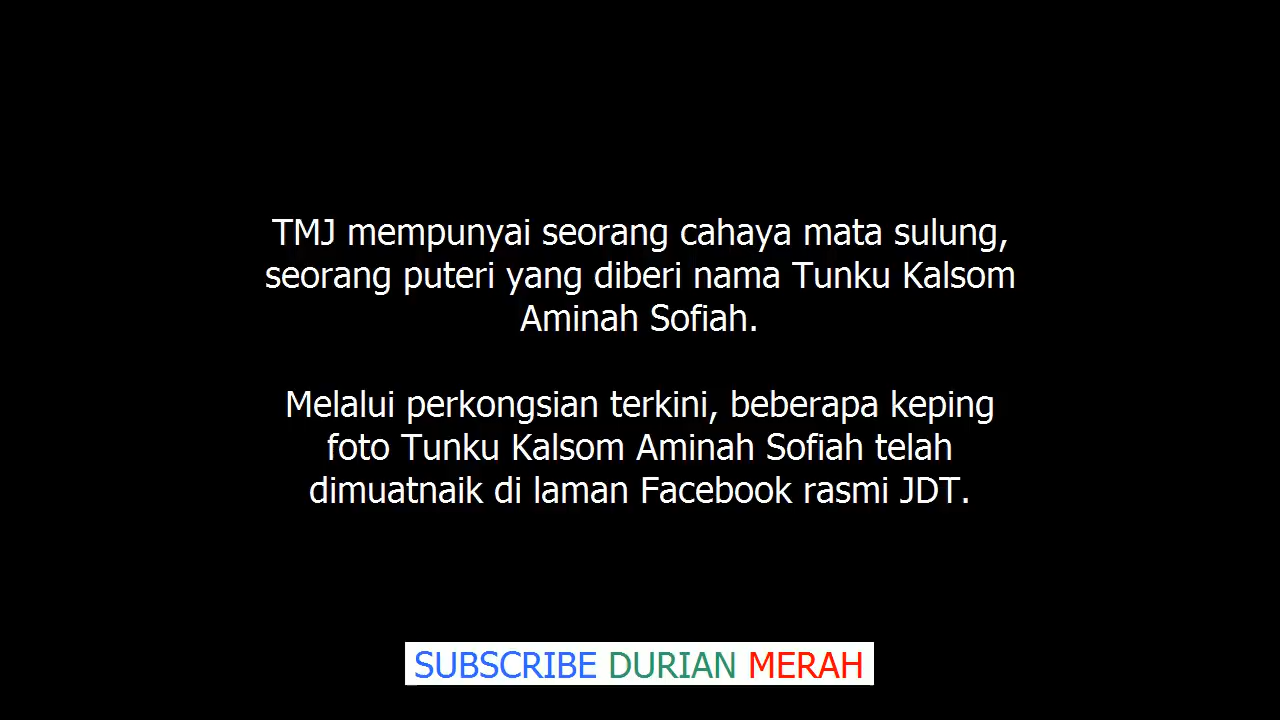 TMJ mempunyai seorang cahaya mata sulung,
seorang puteri yang diberi nama Tunku Kalsom
Aminah Sofiah.
Melalui perkongsian terkini, beberapa keping
foto Tunku Kalsom Aminah Sofiah telah
dimuatnaik di laman Facebook rasmi JDT.
SUBSCRIBE DURIAN MERAH